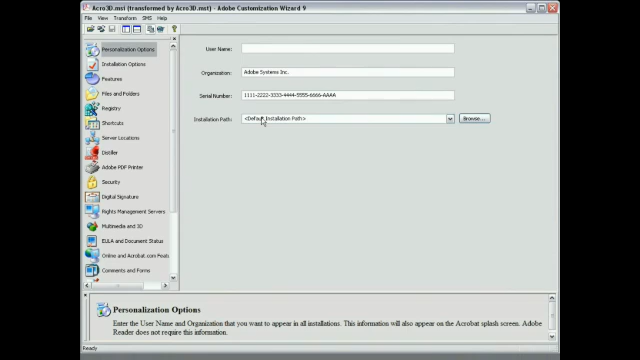 Acro3D.mst (transformed by Acro3D.mst) - Adobe Customization Wizard 9
File View Transform SMS Help
Personalization Options
Installation Options
Features
Files and Folders
Registry
Shortcuts
Server Locations
Distiller
Adobe PDF Printer
Security
Digital Signature
Rights Management Servers
Multimedia and 3D
EULA and Document Status
Online and Acrobat.com Featu
Comments and Forms
User Name:
Organization: Adobe Systems Inc.
Serial Number: 1111-2222-3333-4444-5555-6666-AAAA
Installation Path: <Default Installation Path> Browse...
Personalization Options
Enter the User Name and Organization that you want to appear in all installations. This information will also appear on the Acrobat splash screen. Adobe
Reader does not require this information.
Ready